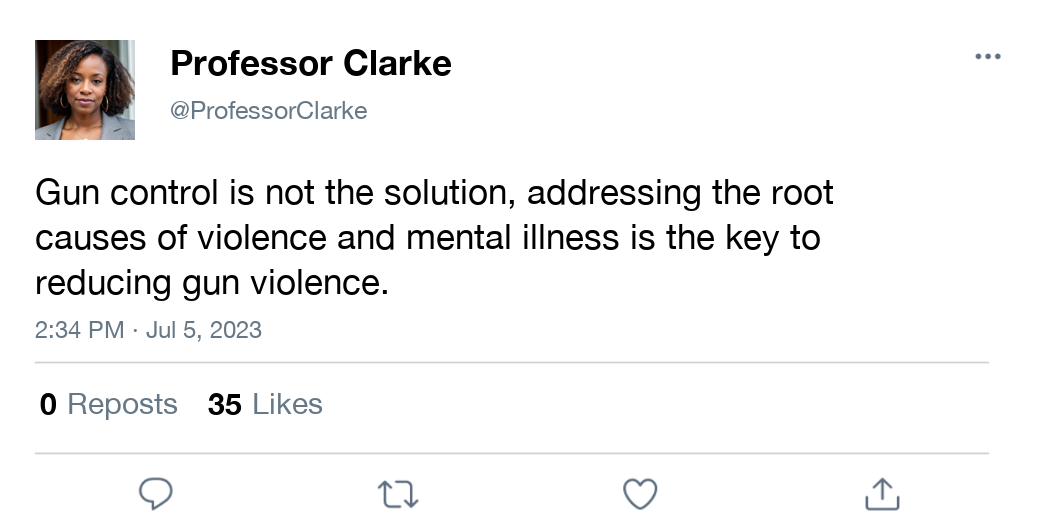 Professor Clarke
@ProfessorClarke
Gun control is not the solution, addressing the root
causes of violence and mental illness is the key to
reducing gun violence.
2:34 PM · Jul 5, 2023
0 Reposts 35 Likes